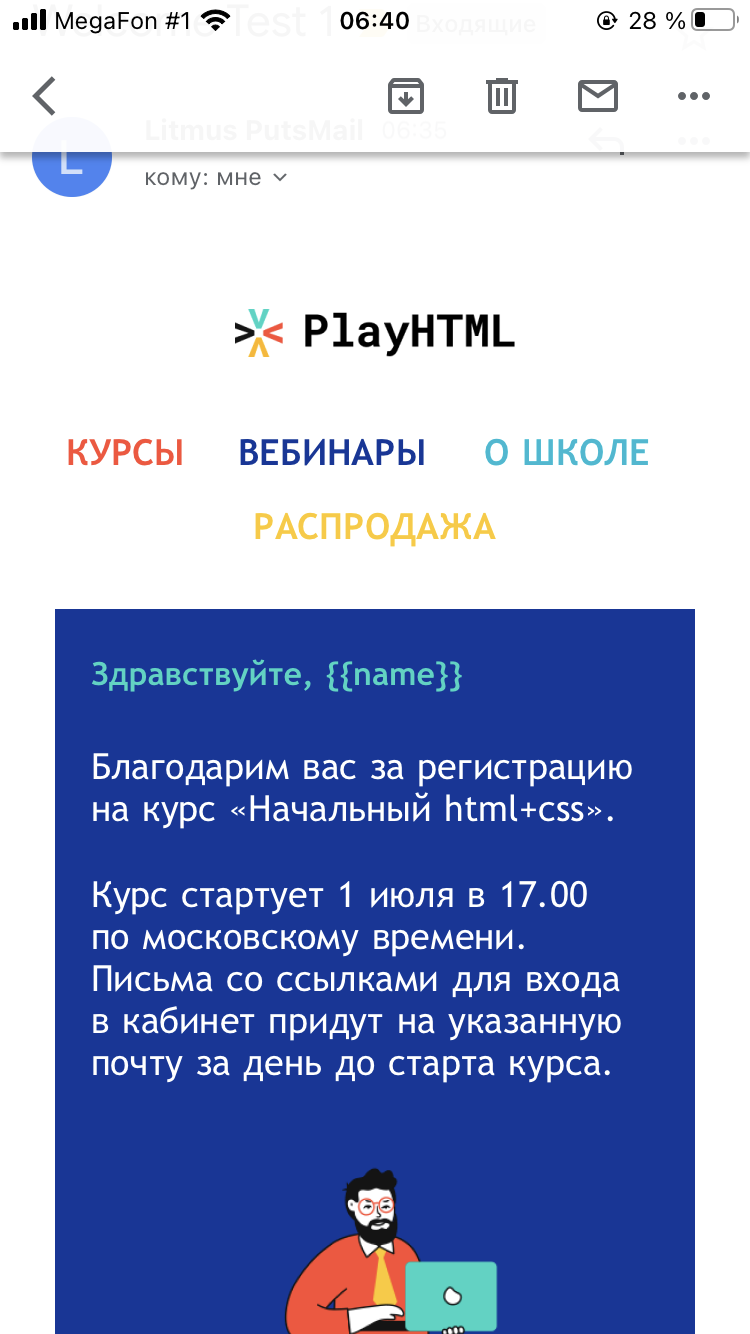 MegaFon #1 06:40 28 %
Welcome Test 1 Входящие
Litmus PutsMail 06:35
L
кому: мне
PlayHTML
КУРСЫ ВЕБИНАРЫ О ШКОЛЕ
РАСПРОДАЖА
Здравствуйте, {{name}}
Благодарим вас за регистрацию
на курс «Начальный html+css».
Курс стартует 1 июля в 17.00
по московскому времени.
Письма со ссылками для входа
в кабинет придут на указанную
почту за день до старта курса.